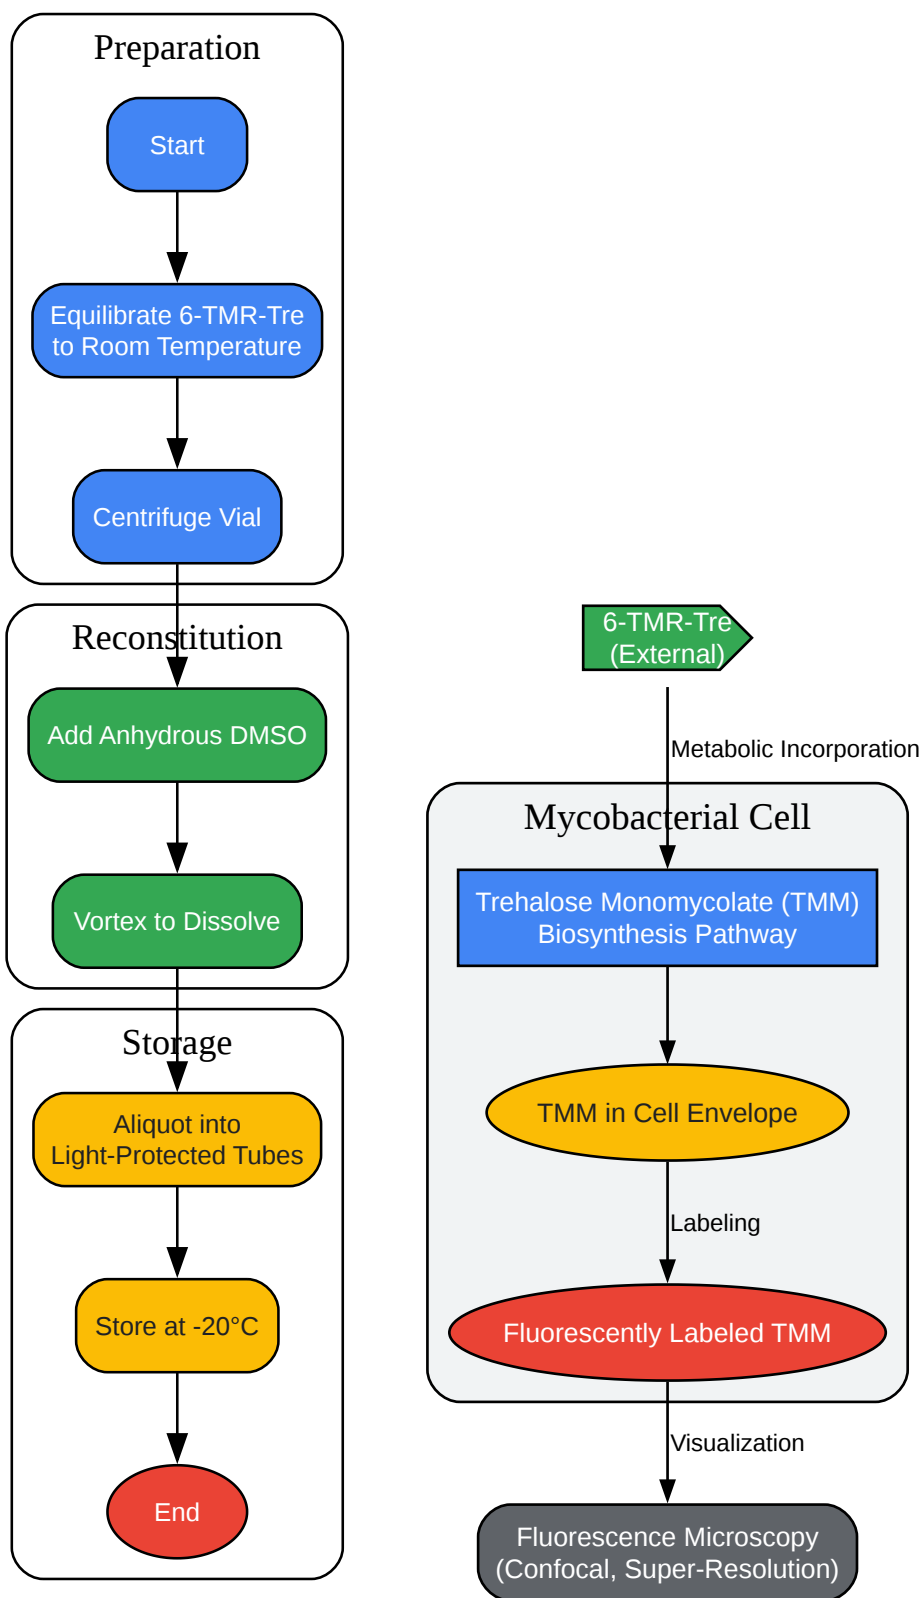 Preparation
Start
Equilibrate 6-TMR-Tre
to Room Temperature
Centrifuge Vial
Reconstitution
Add Anhydrous DMSO
Vortex to Dissolve
Storage
Aliquot into
Light-Protected Tubes
Store at -20°C
End
6-TMR-Tre
(External)
Metabolic Incorporation
Mycobacterial Cell
Trehalose Monomycolate (TMM)
Biosynthesis Pathway
TMM in Cell Envelope
Labeling
Fluorescently Labeled TMM
Visualization
Fluorescence Microscopy
(Confocal, Super-Resolution)